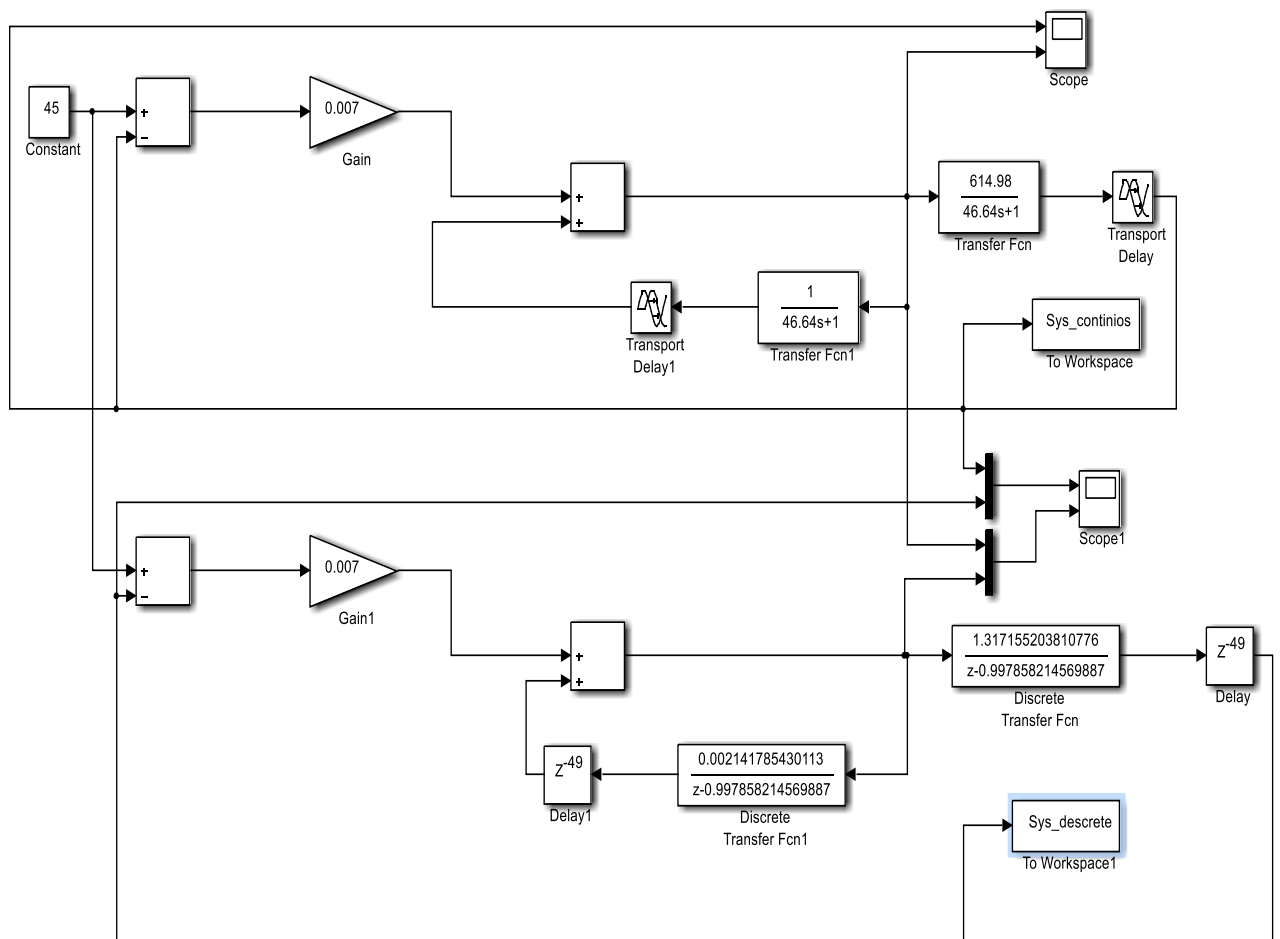 Scope
45
Constant
+
−
0.007
Gain
+
+
614.98
46.64s+1
Transfer Fcn
Transport
Delay
1
46.64s+1
Transfer Fcn1
Transport
Delay1
Sys_continios
To Workspace
Scope1
+
−
0.007
Gain1
+
+
1.317155203810776
z-0.997858214569887
Discrete
Transfer Fcn
Z-49
Delay
0.002141785430113
z-0.997858214569887
Discrete
Transfer Fcn1
Z-49
Delay1
Sys_descrete
To Workspace1